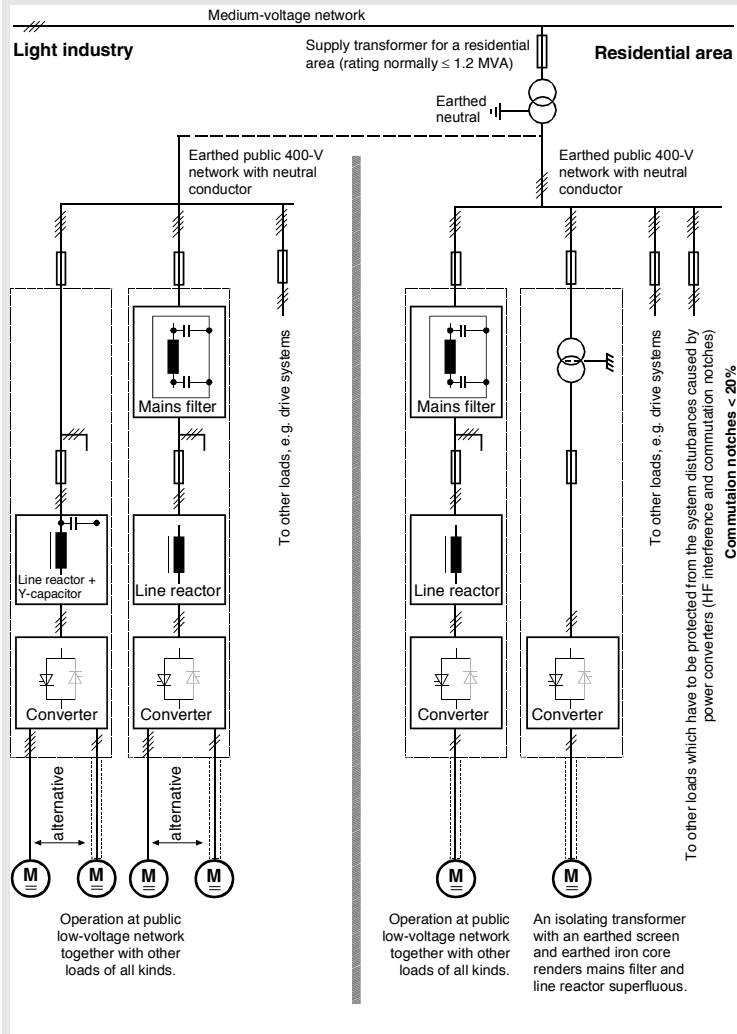 Medium-voltage network
Light industry
Supply transformer for a residential
area (rating normally ≤ 1.2 MVA)
Residential area
Earthed
neutral
Earthed public 400-V
network with neutral
conductor
Earthed public 400-V
network with neutral
conductor
Mains filter
Line reactor +
Y-capacitor
Line reactor
Converter
Converter
To other loads, e.g. drive systems
alternative
alternative
M
M
M
M
Operation at public
low-voltage network
together with other
loads of all kinds.
Mains filter
Line reactor
Converter
Converter
To other loads, e.g. drive systems
To other loads which have to be protected from the system disturbances caused by
power converters (HF interference and commutation notches)
Commutaion notches < 20%
M
M
Operation at public
low-voltage network
together with other
loads of all kinds.
An isolating transformer
with an earthed screen
and earthed iron core
renders mains filter and
line reactor superfluous.